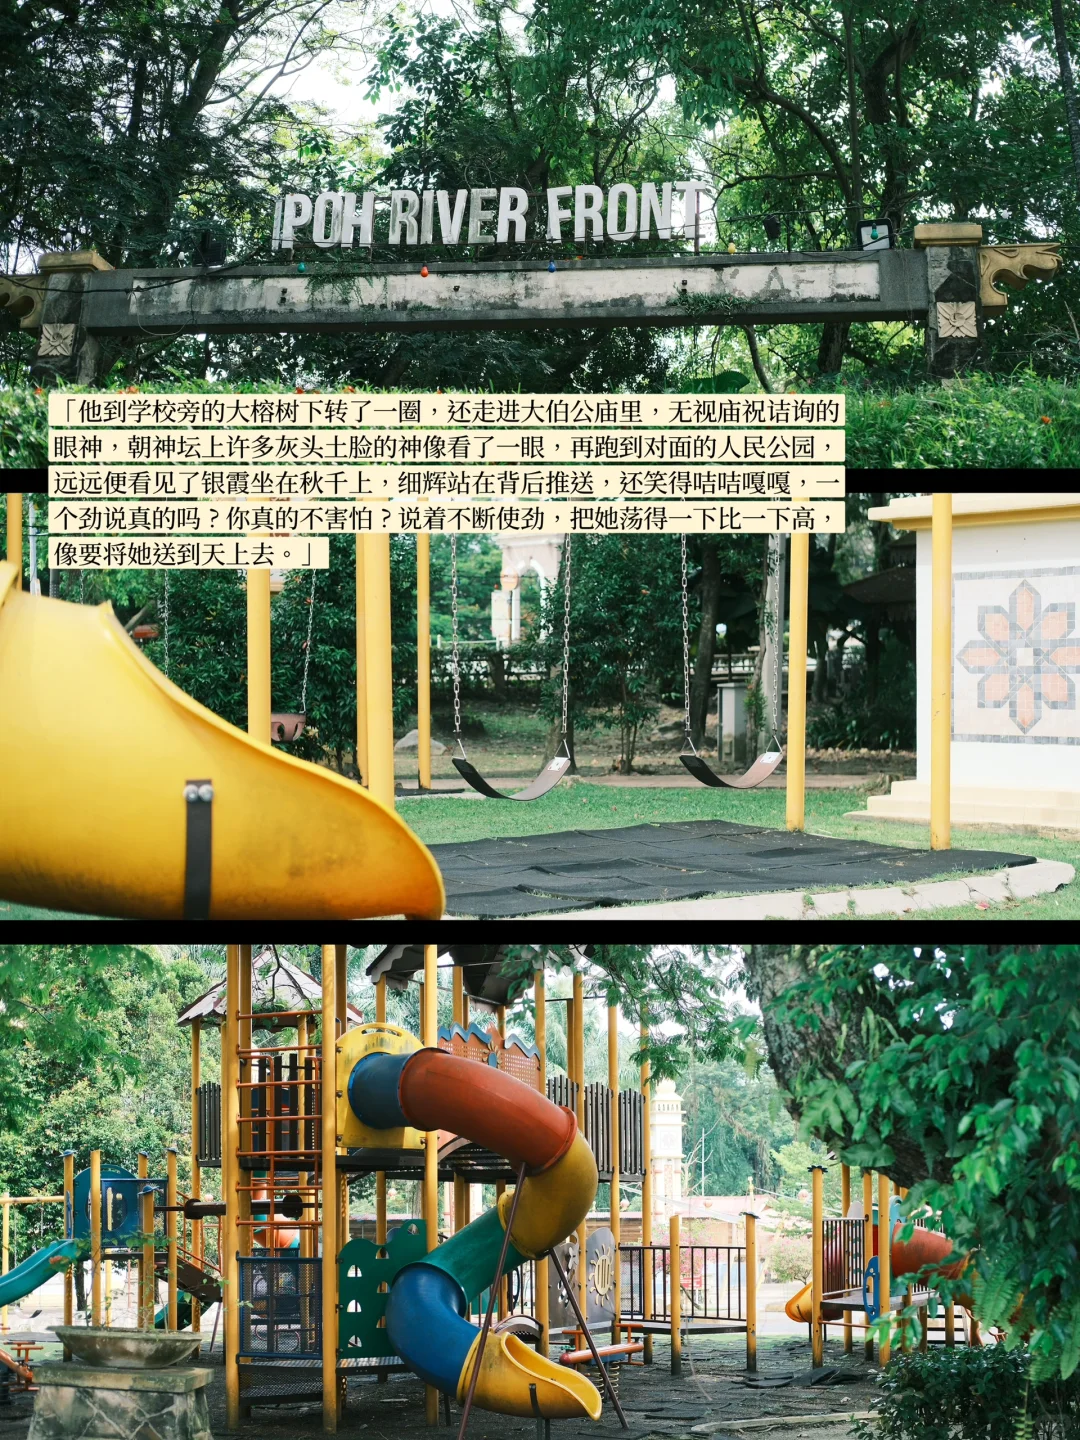 IPOH RIVER FRONT
「他到学校旁的大榕树下转了一圈，还走进大伯公庙里，无视庙祝诘询的
眼神，朝神坛上许多灰头土脸的神像看了一眼，再跑到对面的人民公园，
远远便看见了银霞坐在秋千上，细辉站在背后推送，还笑得咭咭嘎嘎，一
个劲说真的吗？你真的不害怕？说着不断使劲，把她荡得一下比一下高，
像要将她送到天上去。」